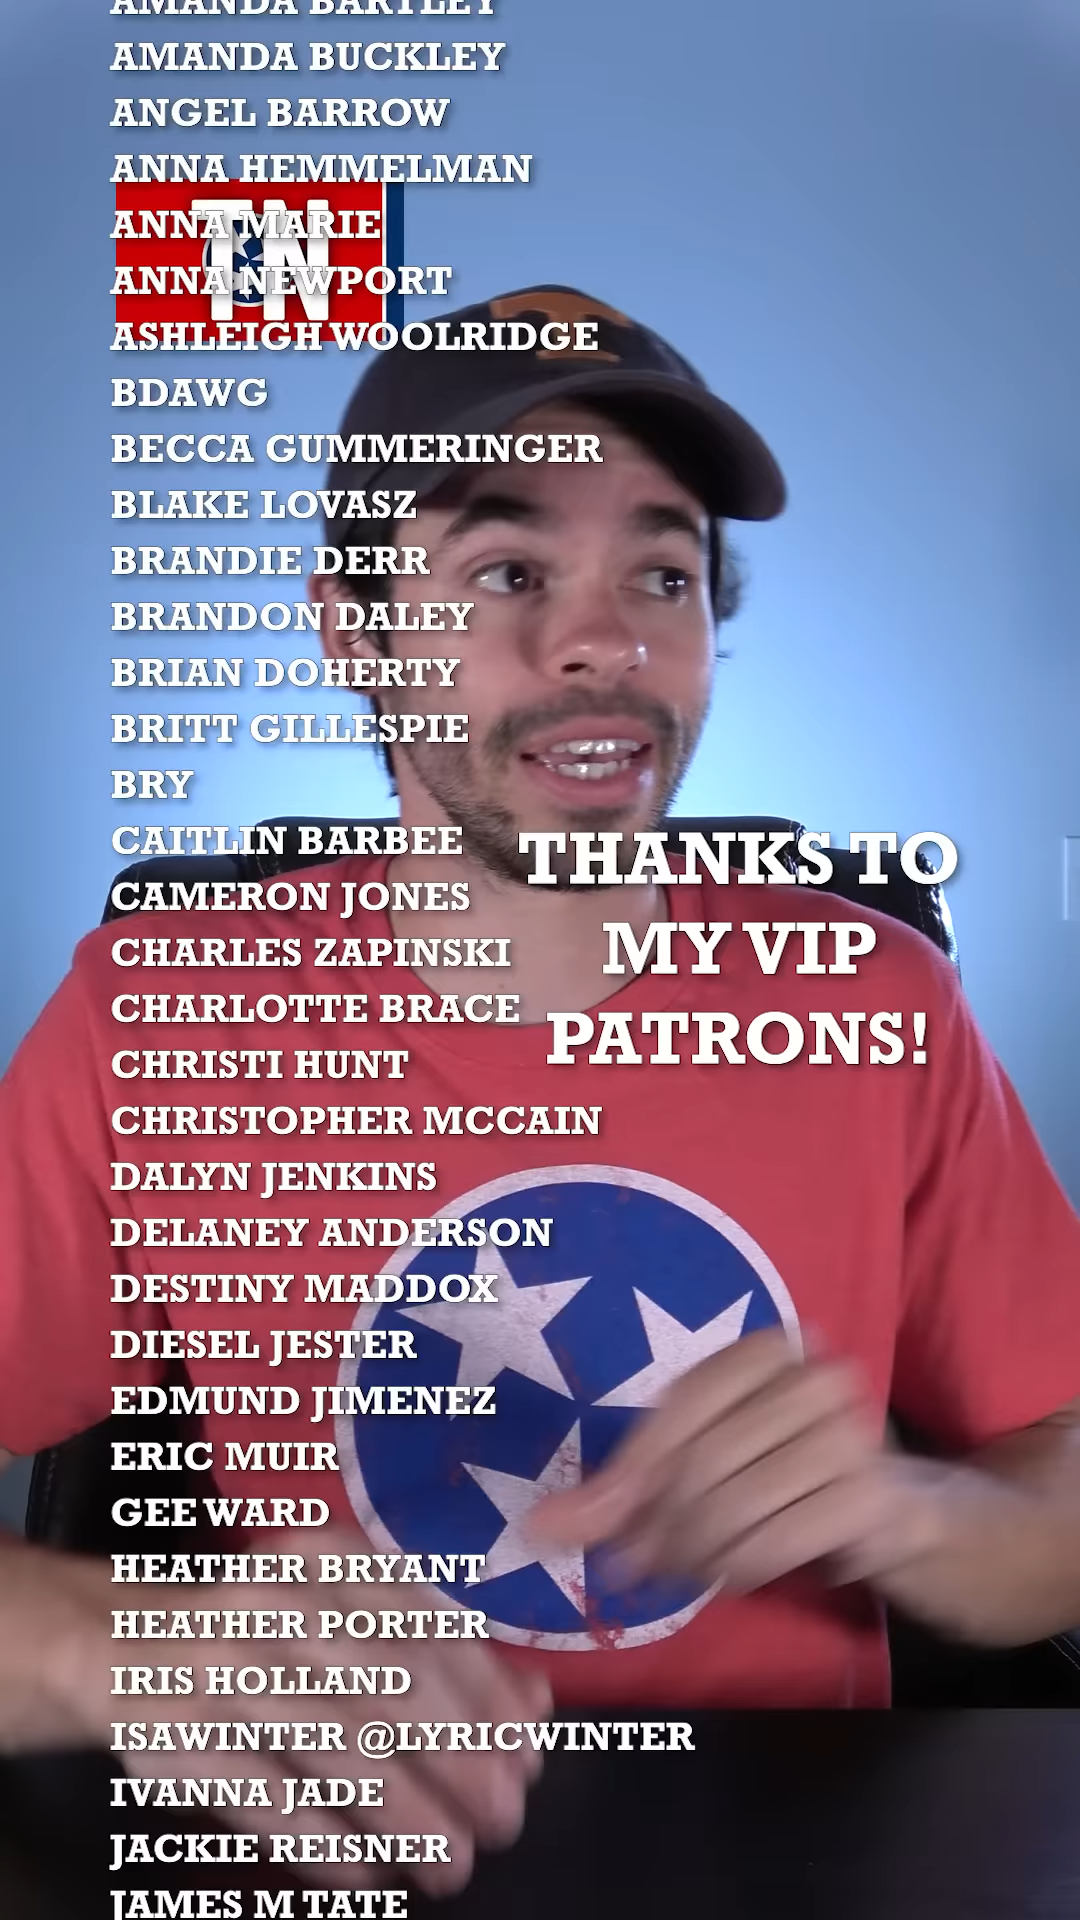 AMANDA BARTLEY
AMANDA BUCKLEY
ANGEL BARROW
ANNA HEMMELMAN
TN
ANNA MARIE
ANNA NEWPORT
ASHLEIGH WOOLRIDGE
T
BDAWG
BECCA GUMMERINGER
BLAKE LOVASZ
BRANDIE DERR
BRANDON DALEY
BRIAN DOHERTY
BRITT GILLESPIE
BRY
CAITLIN BARBEE
CAMERON JONES
CHARLES ZAPINSKI
CHARLOTTE BRACE
CHRISTI HUNT
CHRISTOPHER MCCAIN
DALYN JENKINS
DELANEY ANDERSON
DESTINY MADDOX
DIESEL JESTER
EDMUND JIMENEZ
ERIC MUIR
GEE WARD
HEATHER BRYANT
HEATHER PORTER
IRIS HOLLAND
ISAWINTER @LYRICWINTER
IVANNA JADE
JACKIE REISNER
JAMES M TATE
THANKS TO
MY VIP
PATRONS!